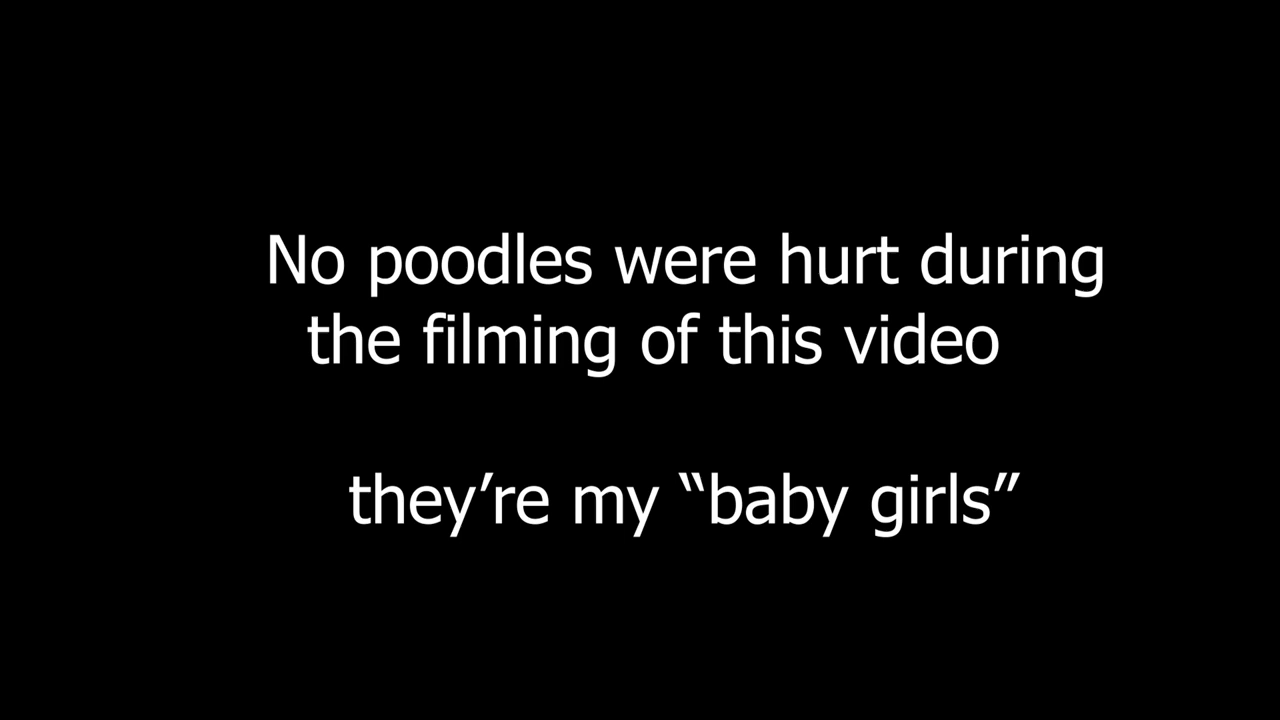 No poodles were hurt during
the filming of this video
they’re my “baby girls”